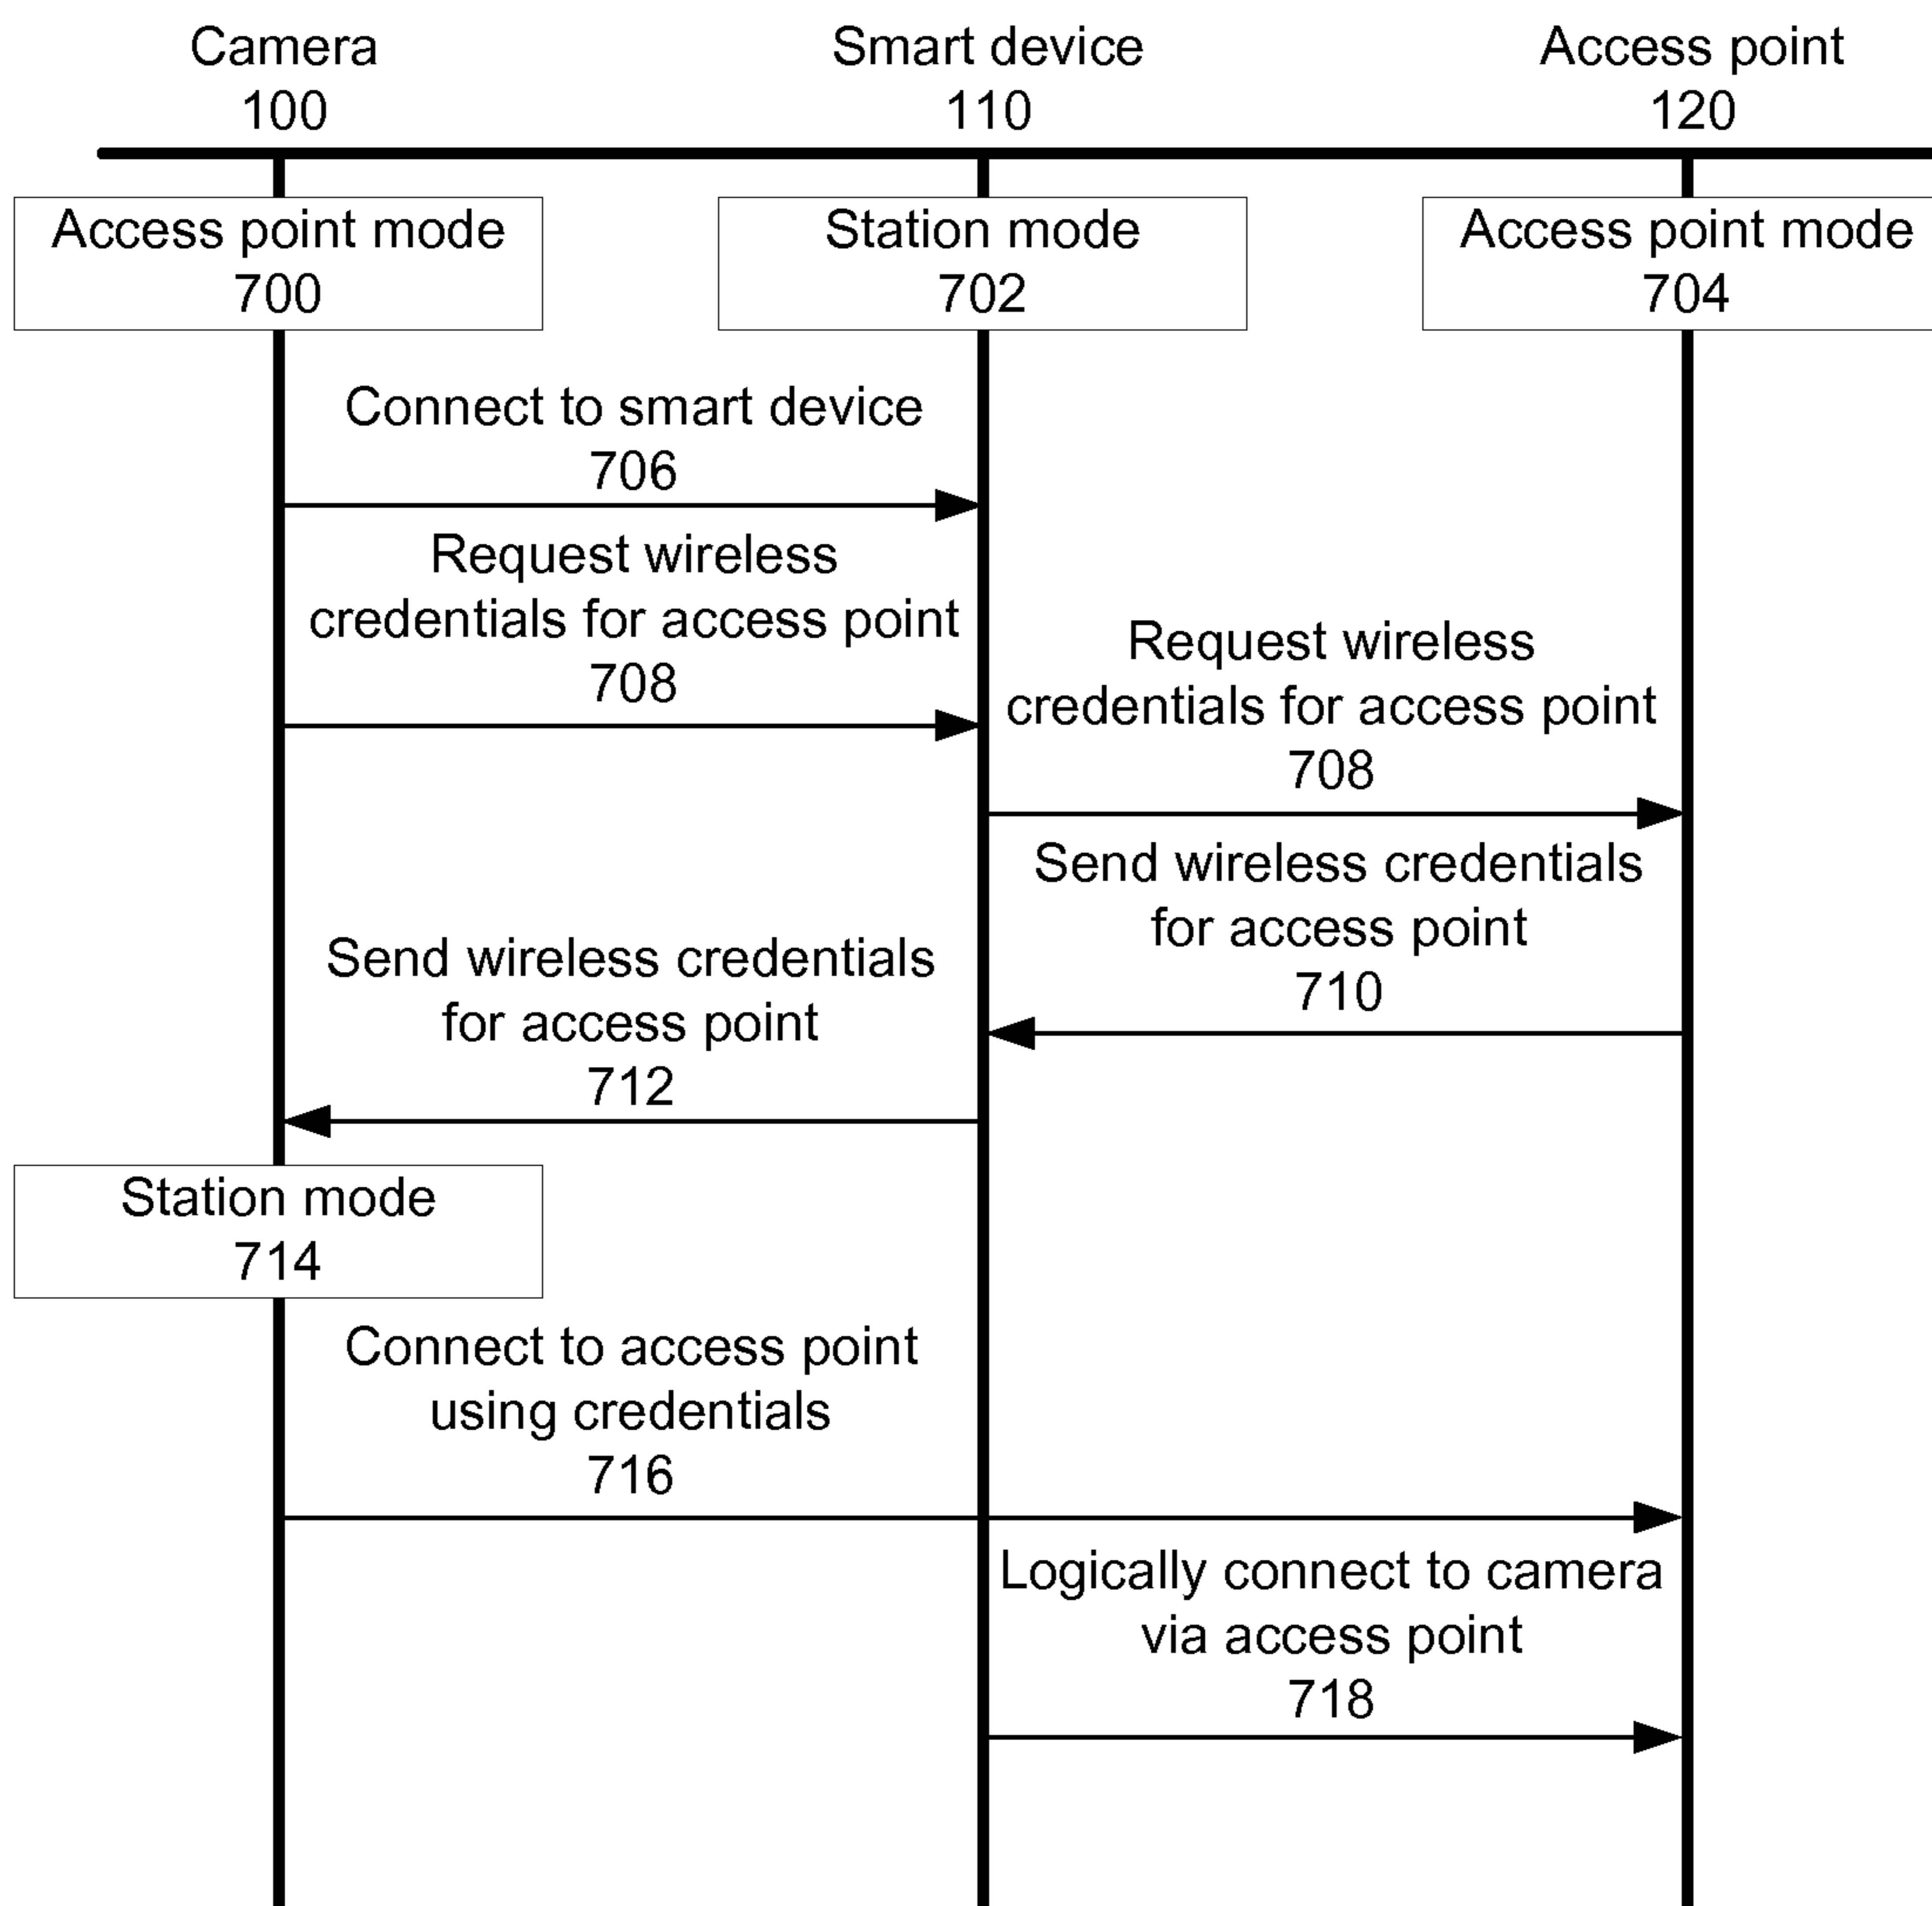 Camera
100
Smart device
110
Access point
120
Access point mode
700
Station mode
702
Access point mode
704
Connect to smart device
706
Request wireless
credentials for access point
708
Request wireless
credentials for access point
708
Send wireless credentials
for access point
710
Send wireless credentials
for access point
712
Station mode
714
Connect to access point
using credentials
716
Logically connect to camera
via access point
718